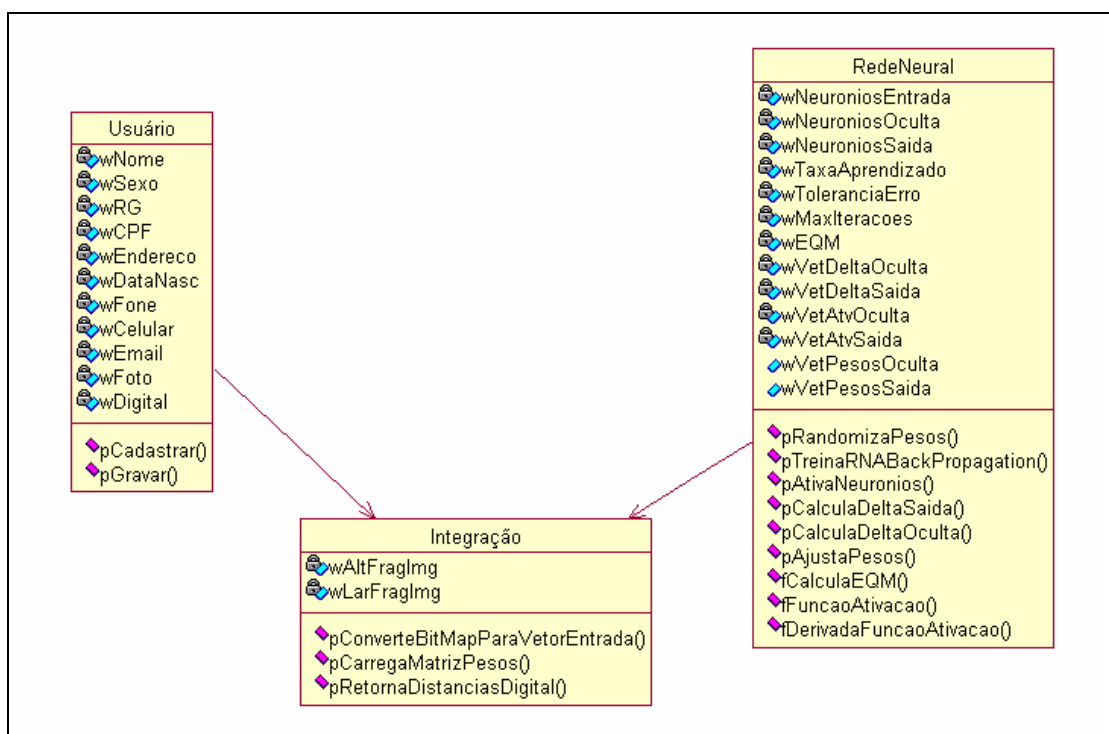 Usuário
wNome
wSexo
wRG
wCPF
wEndereco
wDataNasc
wFone
wCelular
wEmail
wFoto
wDigital
pCadastrar()
pGravar()
RedeNeural
wNeuroniosEntrada
wNeuroniosOculta
wNeuroniosSaida
wTaxaAprendizado
wToleranciaErro
wMaxIteracoes
wEQM
wVetDeltaOculta
wVetDeltaSaida
wVetAtvOculta
wVetAtvSaida
wVetPesosOculta
wVetPesosSaida
pRandomizaPesos()
pTreinaRNABackPropagation()
pAtivaNeuronios()
pCalculaDeltaSaida()
pCalculaDeltaOculta()
pAjustaPesos()
fCalculaEQM()
fFuncaoAtivacao()
fDerivadaFuncaoAtivacao()
Integração
wAltFragImg
wLarFragImg
pConverteBitMapParaVetorEntrada()
pCarregaMatrizPesos()
pRetornaDistanciasDigital()